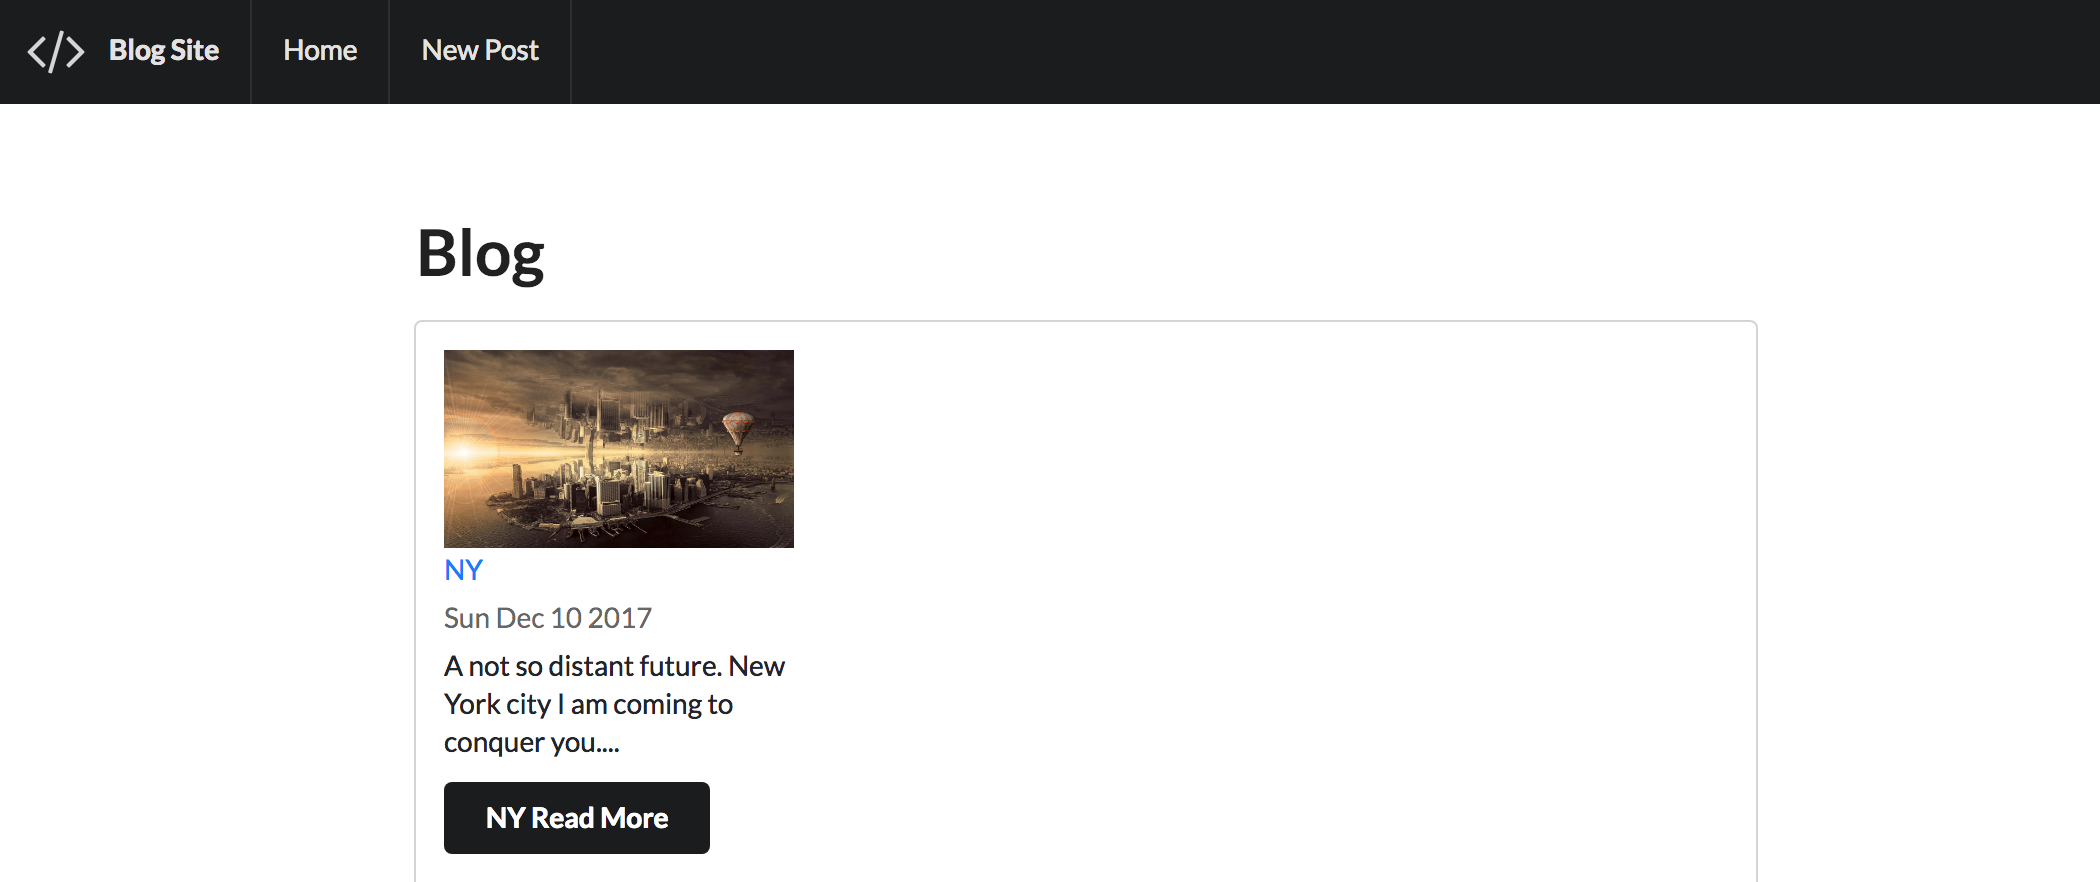 </> Blog Site Home New Post
Blog
NY
Sun Dec 10 2017
A not so distant future. New
York city I am coming to
conquer you....
NY Read More